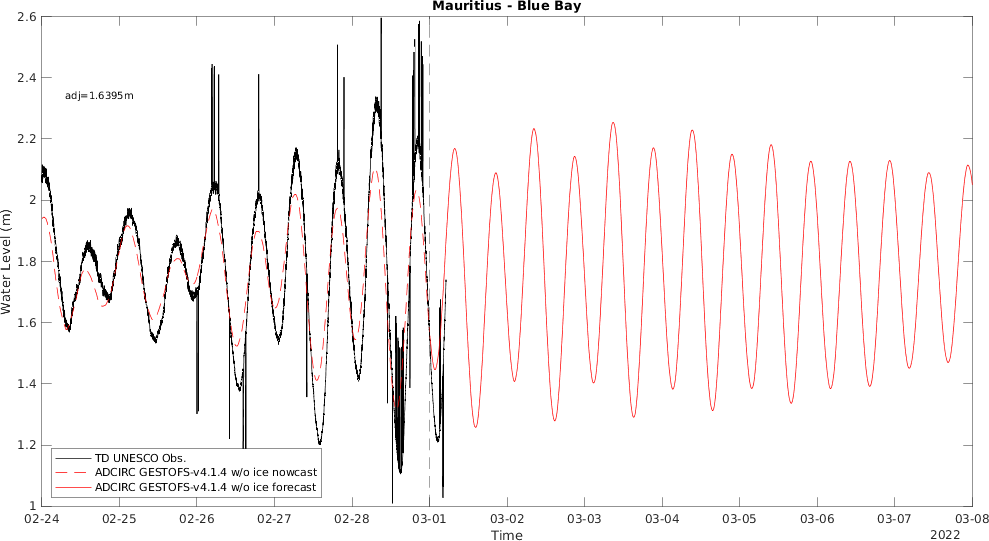 Mauritius - Blue Bay
2.6
2.4
2.2
2
1.8
1.6
1.4
1.2
1
Water Level (m)
adj=1.6395m
TD UNESCO Obs.
ADCIRC GESTOFS-v4.1.4 w/o ice nowcast
ADCIRC GESTOFS-v4.1.4 w/o ice forecast
02-24 02-25 02-26 02-27 02-28 03-01 03-02 03-03 03-04 03-05 03-06 03-07 03-08
Time
2022